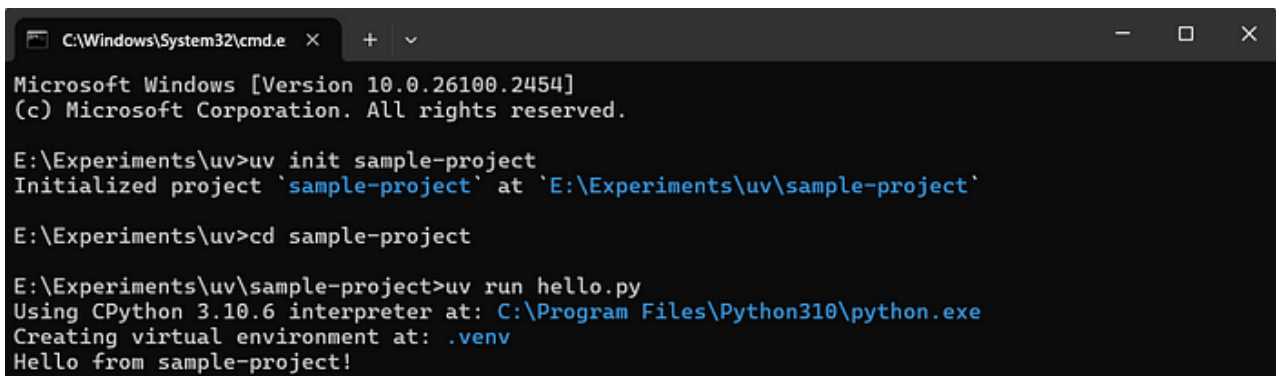 C:\Windows\System32\cmd.e
Microsoft Windows [Version 10.0.26100.2454]
(c) Microsoft Corporation. All rights reserved.
E:\Experiments\uv>uv init sample-project
Initialized project `sample-project` at `E:\Experiments\uv\sample-project`
E:\Experiments\uv>cd sample-project
E:\Experiments\uv\sample-project>uv run hello.py
Using CPython 3.10.6 interpreter at: C:\Program Files\Python310\python.exe
Creating virtual environment at: .venv
Hello from sample-project!